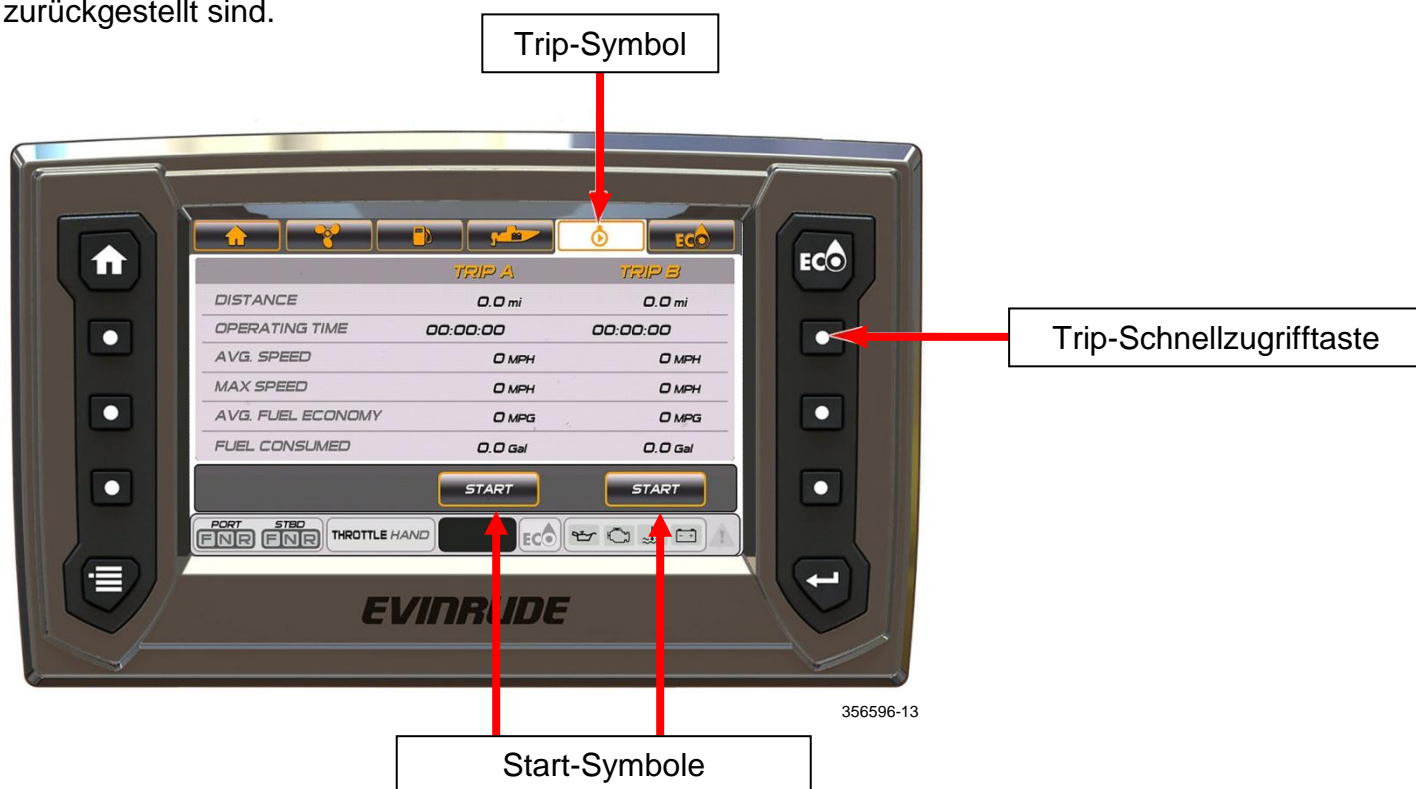 zurückgestellt sind.
Trip-Symbol
ECO
ECO
TRIP A TRIP B
DISTANCE 0.0 mi 0.0 mi
OPERATING TIME 00:00:00 00:00:00
Trip-Schnellzugrifftaste
AVG. SPEED 0 MPH 0 MPH
MAX SPEED 0 MPH 0 MPH
AVG. FUEL ECONOMY 0 MPG 0 MPG
FUEL CONSUMED 0.0 Gal 0.0 Gal
START START
PORT STBD
F N R F N R THROTTLE HAND ECO
EVINRUDE
356596-13
Start-Symbole